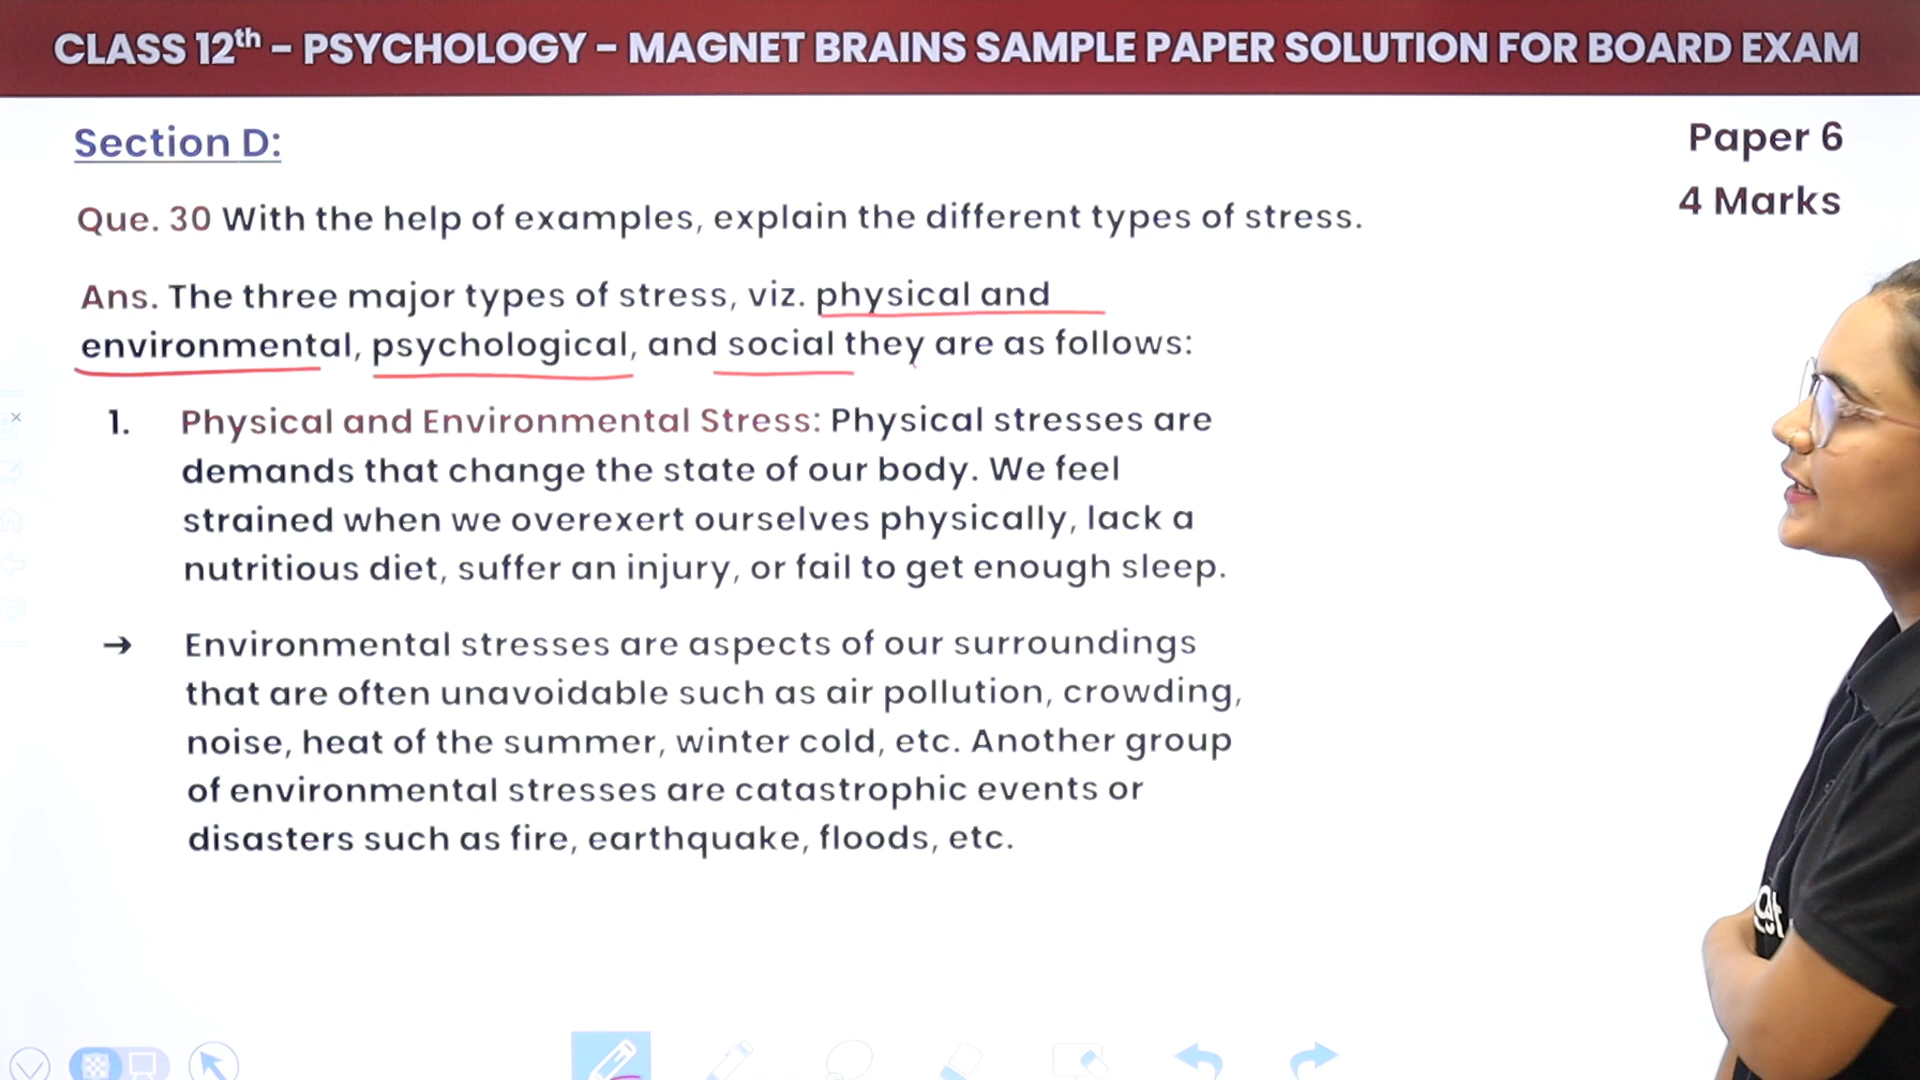 CLASS 12th – PSYCHOLOGY – MAGNET BRAINS SAMPLE PAPER SOLUTION FOR BOARD EXAM
Section D:
Paper 6
4 Marks
Que. 30 With the help of examples, explain the different types of stress.
Ans. The three major types of stress, viz. physical and
environmental, psychological, and social they are as follows:
1. Physical and Environmental Stress: Physical stresses are
demands that change the state of our body. We feel
strained when we overexert ourselves physically, lack a
nutritious diet, suffer an injury, or fail to get enough sleep.
→ Environmental stresses are aspects of our surroundings
that are often unavoidable such as air pollution, crowding,
noise, heat of the summer, winter cold, etc. Another group
of environmental stresses are catastrophic events or
disasters such as fire, earthquake, floods, etc.